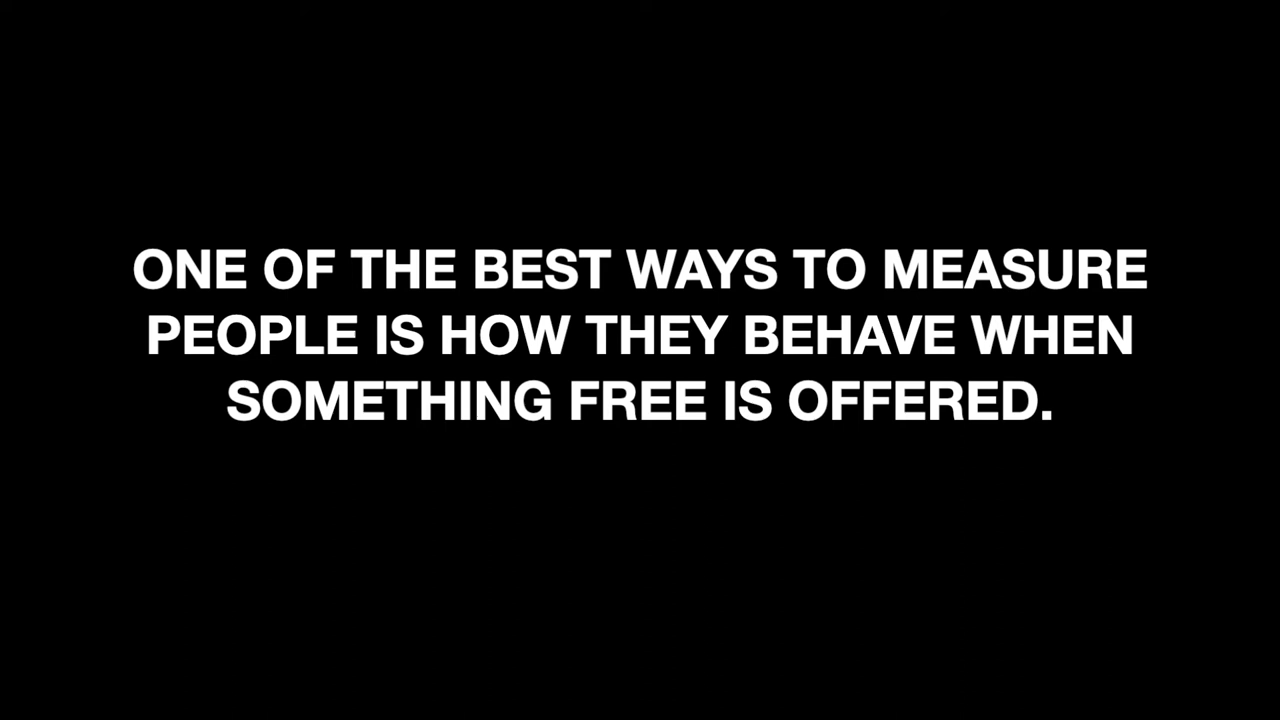 ONE OF THE BEST WAYS TO MEASURE
PEOPLE IS HOW THEY BEHAVE WHEN
SOMETHING FREE IS OFFERED.